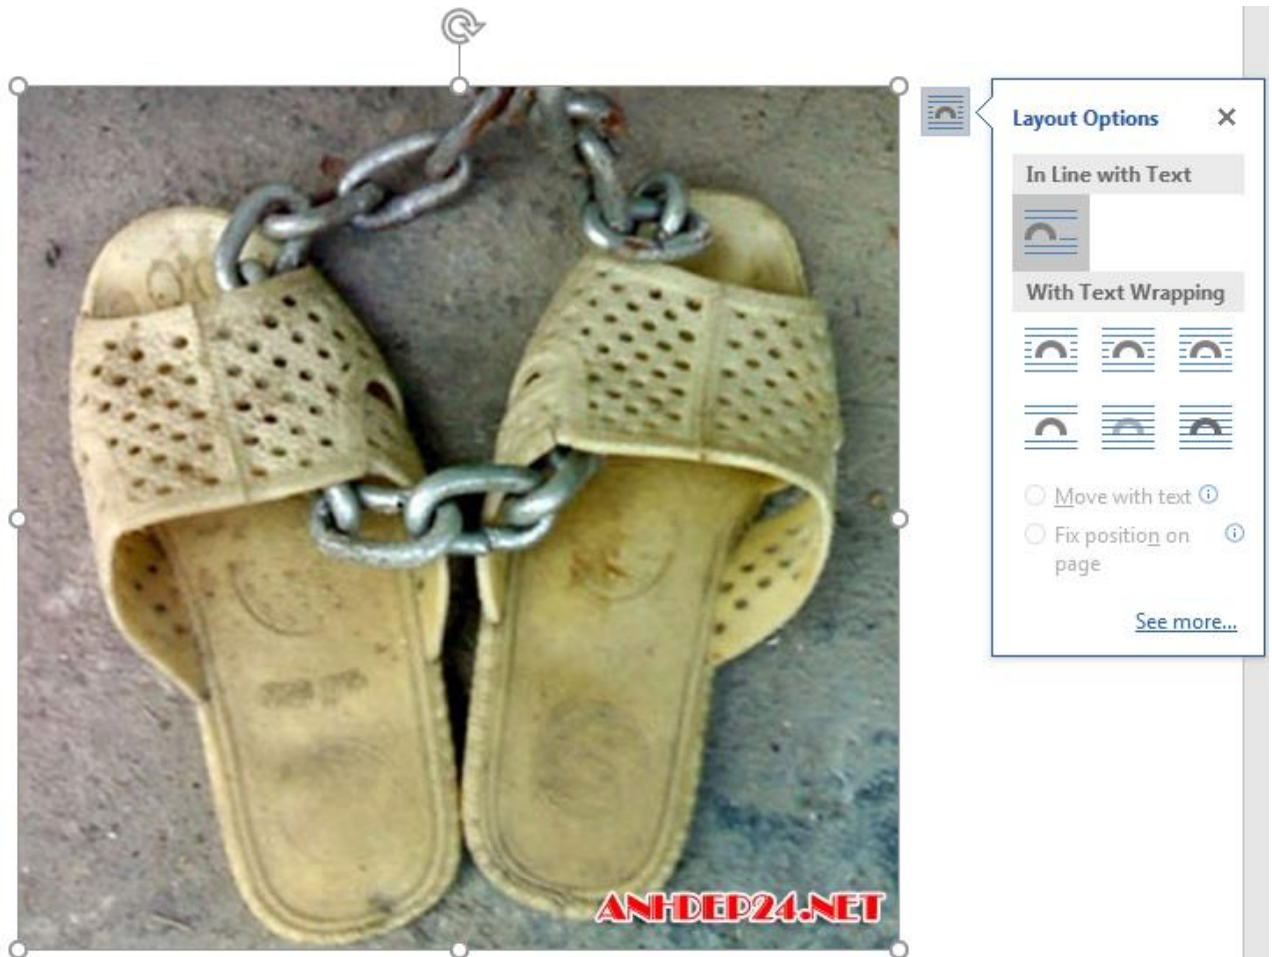 Layout Options
In Line with Text
With Text Wrapping
Move with text
Fix position on
page
See more...
ANHDEP24.NET